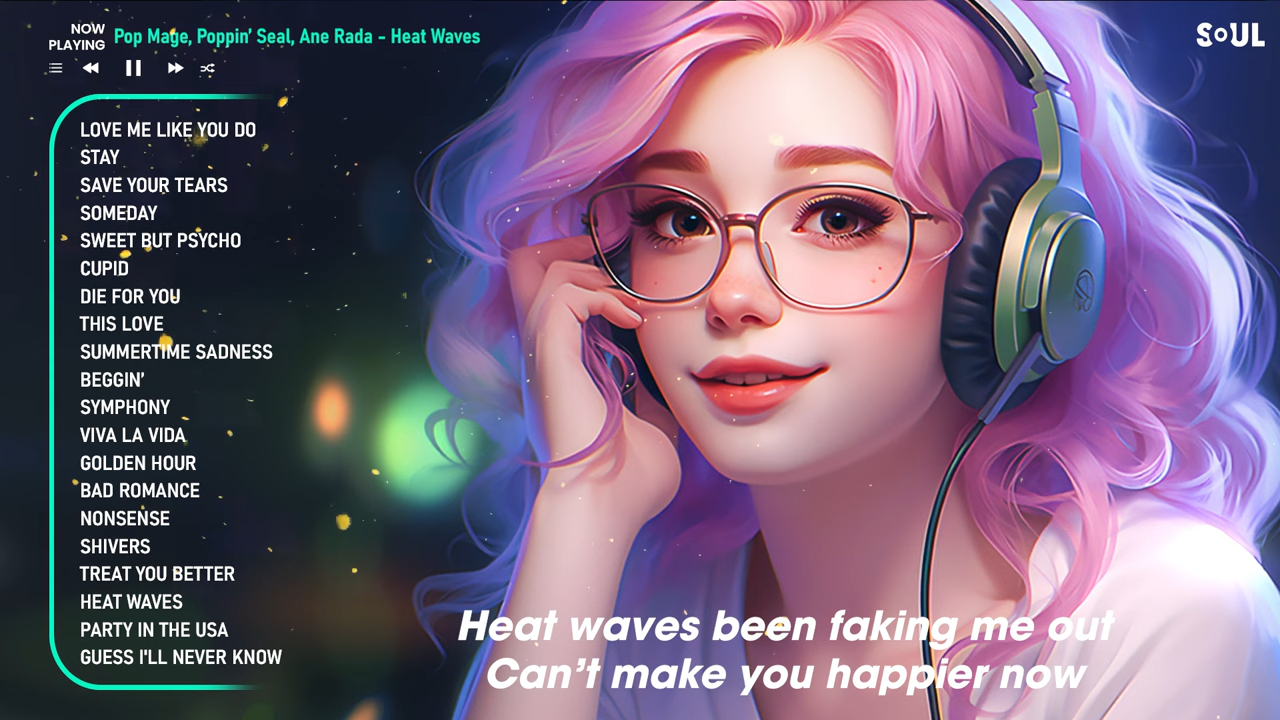 NOW
PLAYING
Pop Mage, Poppin' Seal, Ane Rada - Heat Waves
SOUL
LOVE ME LIKE YOU DO
STAY
SAVE YOUR TEARS
SOMEDAY
SWEET BUT PSYCHO
CUPID
DIE FOR YOU
THIS LOVE
SUMMERTIME SADNESS
BEGGIN'
SYMPHONY
VIVA LA VIDA
GOLDEN HOUR
BAD ROMANCE
NONSENSE
SHIVERS
TREAT YOU BETTER
HEAT WAVES
PARTY IN THE USA
GUESS I'LL NEVER KNOW
Heat waves been faking me out
Can't make you happier now